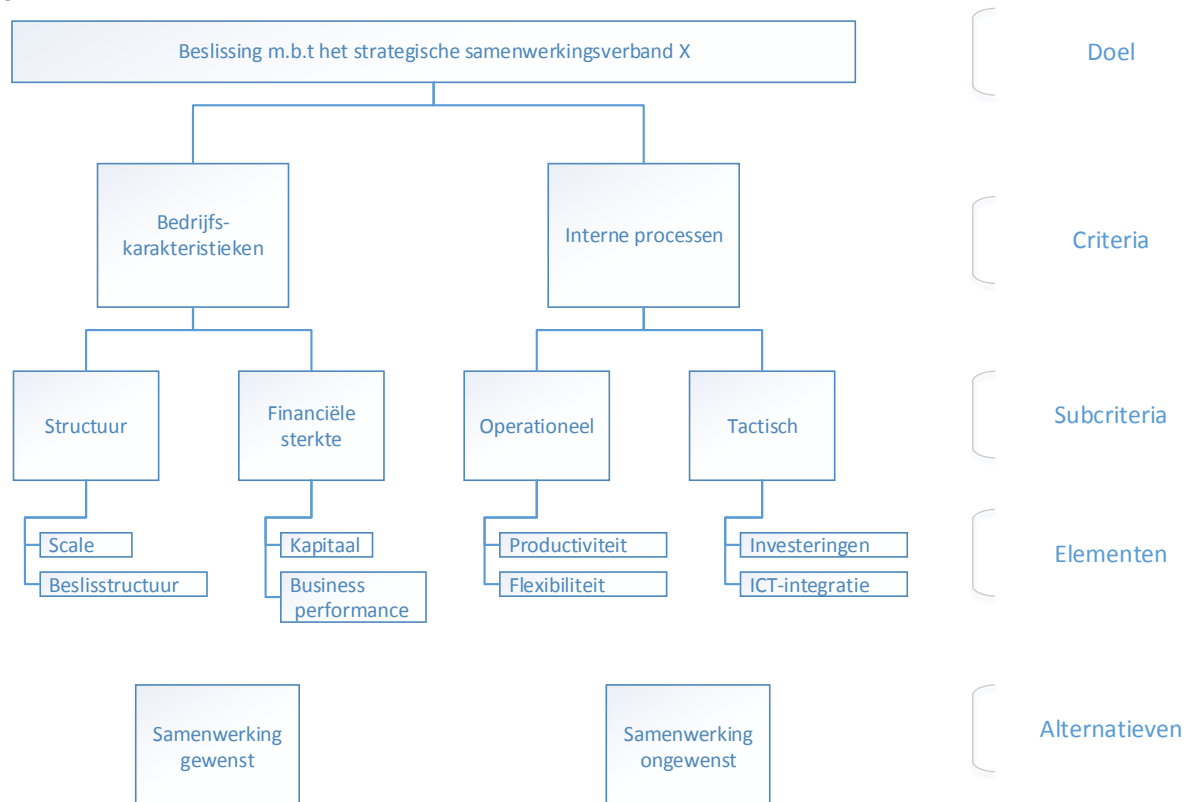 Beslissing m.b.t het strategische samenwerkingsverband X
Doel
Bedrijfs-
karakteristieken
Interne processen
Criteria
Structuur
Financiële
sterkte
Operationeel
Tactisch
Subcriteria
Scale
Beslisstructuur
Kapitaal
Business
performance
Productiviteit
Flexibiliteit
Investeringen
ICT-integratie
Elementen
Samenwerking
gewenst
Samenwerking
ongewenst
Alternatieven